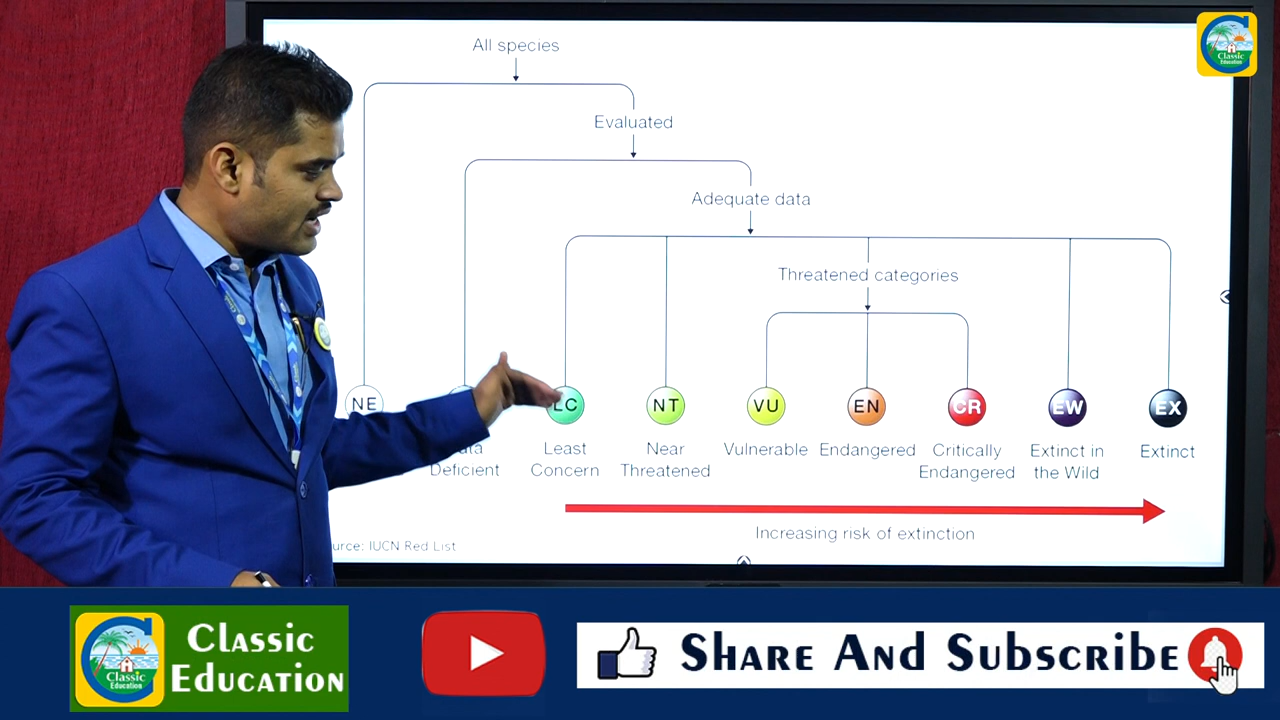 All species
Evaluated
Adequate data
Threatened categories
NE
LC
NT
VU
EN
CR
EW
EX
Deficient
Least
Concern
Near
Threatened
Vulnerable
Endangered
Critically
Endangered
Extinct in
the Wild
Extinct
Increasing risk of extinction
IUCN Red List
Classic
Education
Classic
Education
Classic
Education
Share And Subscribe